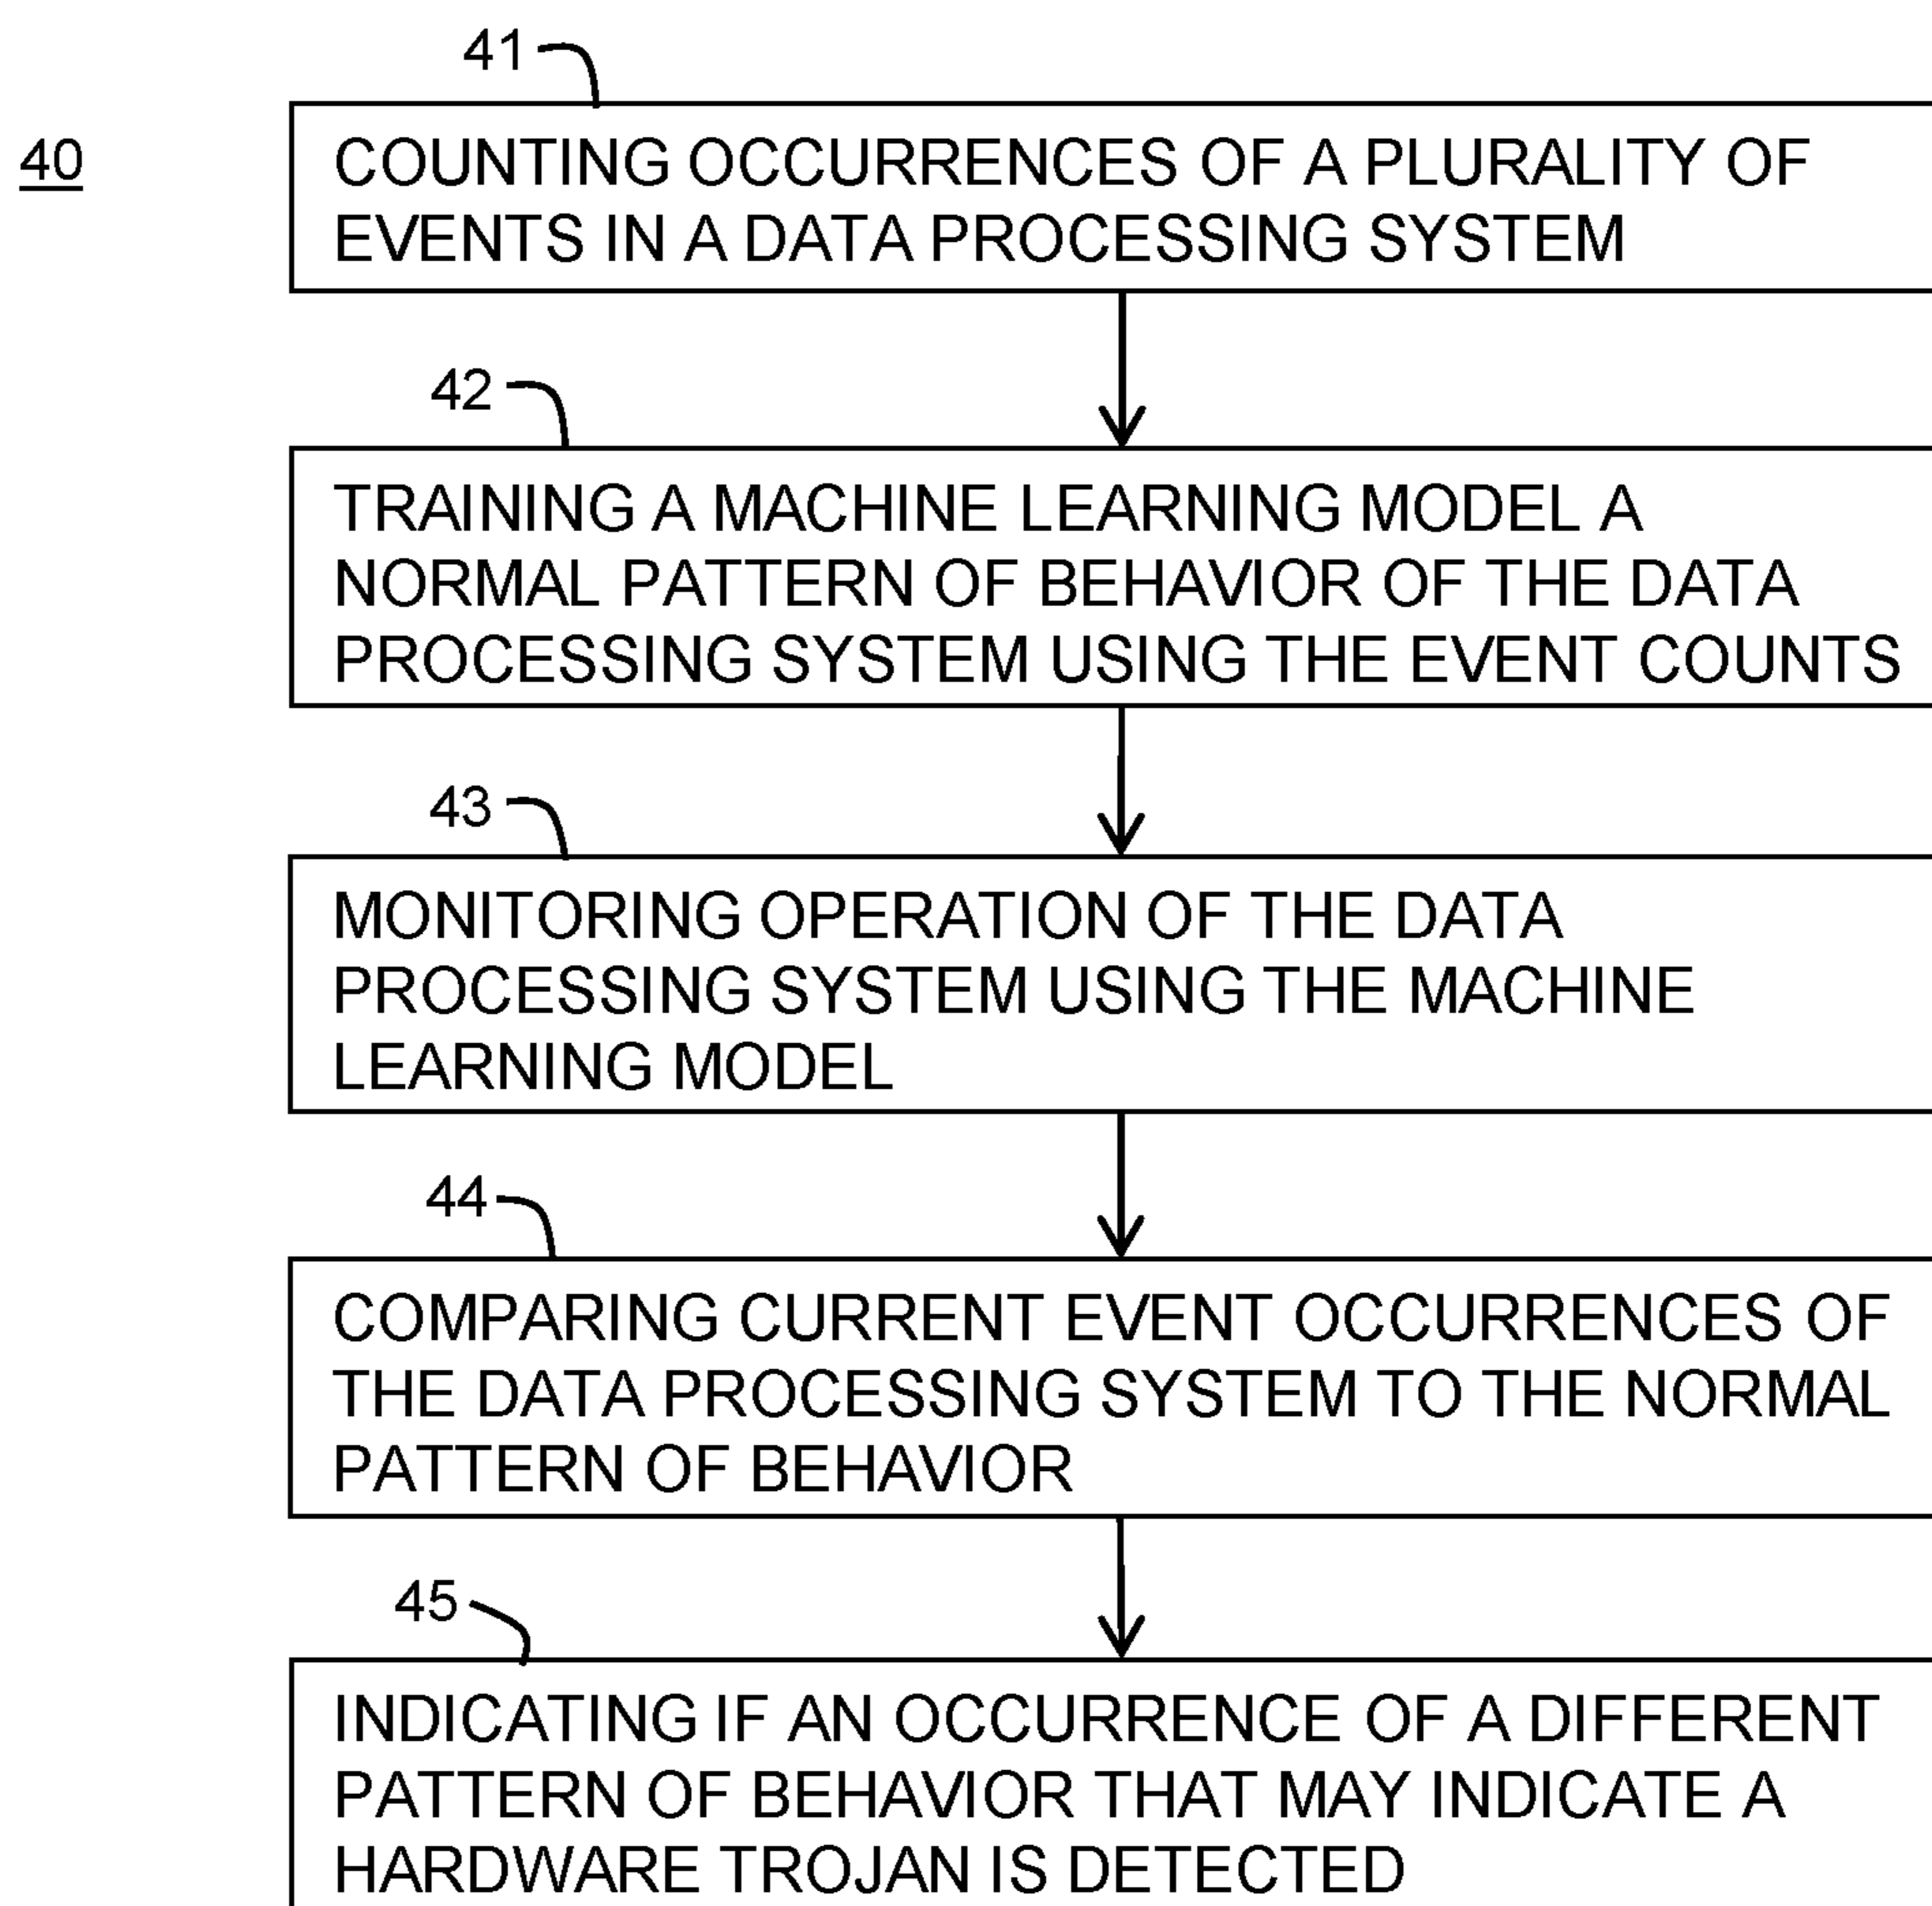 41
40
COUNTING OCCURRENCES OF A PLURALITY OF
EVENTS IN A DATA PROCESSING SYSTEM
42
TRAINING A MACHINE LEARNING MODEL A
NORMAL PATTERN OF BEHAVIOR OF THE DATA
PROCESSING SYSTEM USING THE EVENT COUNTS
43
MONITORING OPERATION OF THE DATA
PROCESSING SYSTEM USING THE MACHINE
LEARNING MODEL
44
COMPARING CURRENT EVENT OCCURRENCES OF
THE DATA PROCESSING SYSTEM TO THE NORMAL
PATTERN OF BEHAVIOR
45
INDICATING IF AN OCCURRENCE OF A DIFFERENT
PATTERN OF BEHAVIOR THAT MAY INDICATE A
HARDWARE TROJAN IS DETECTED